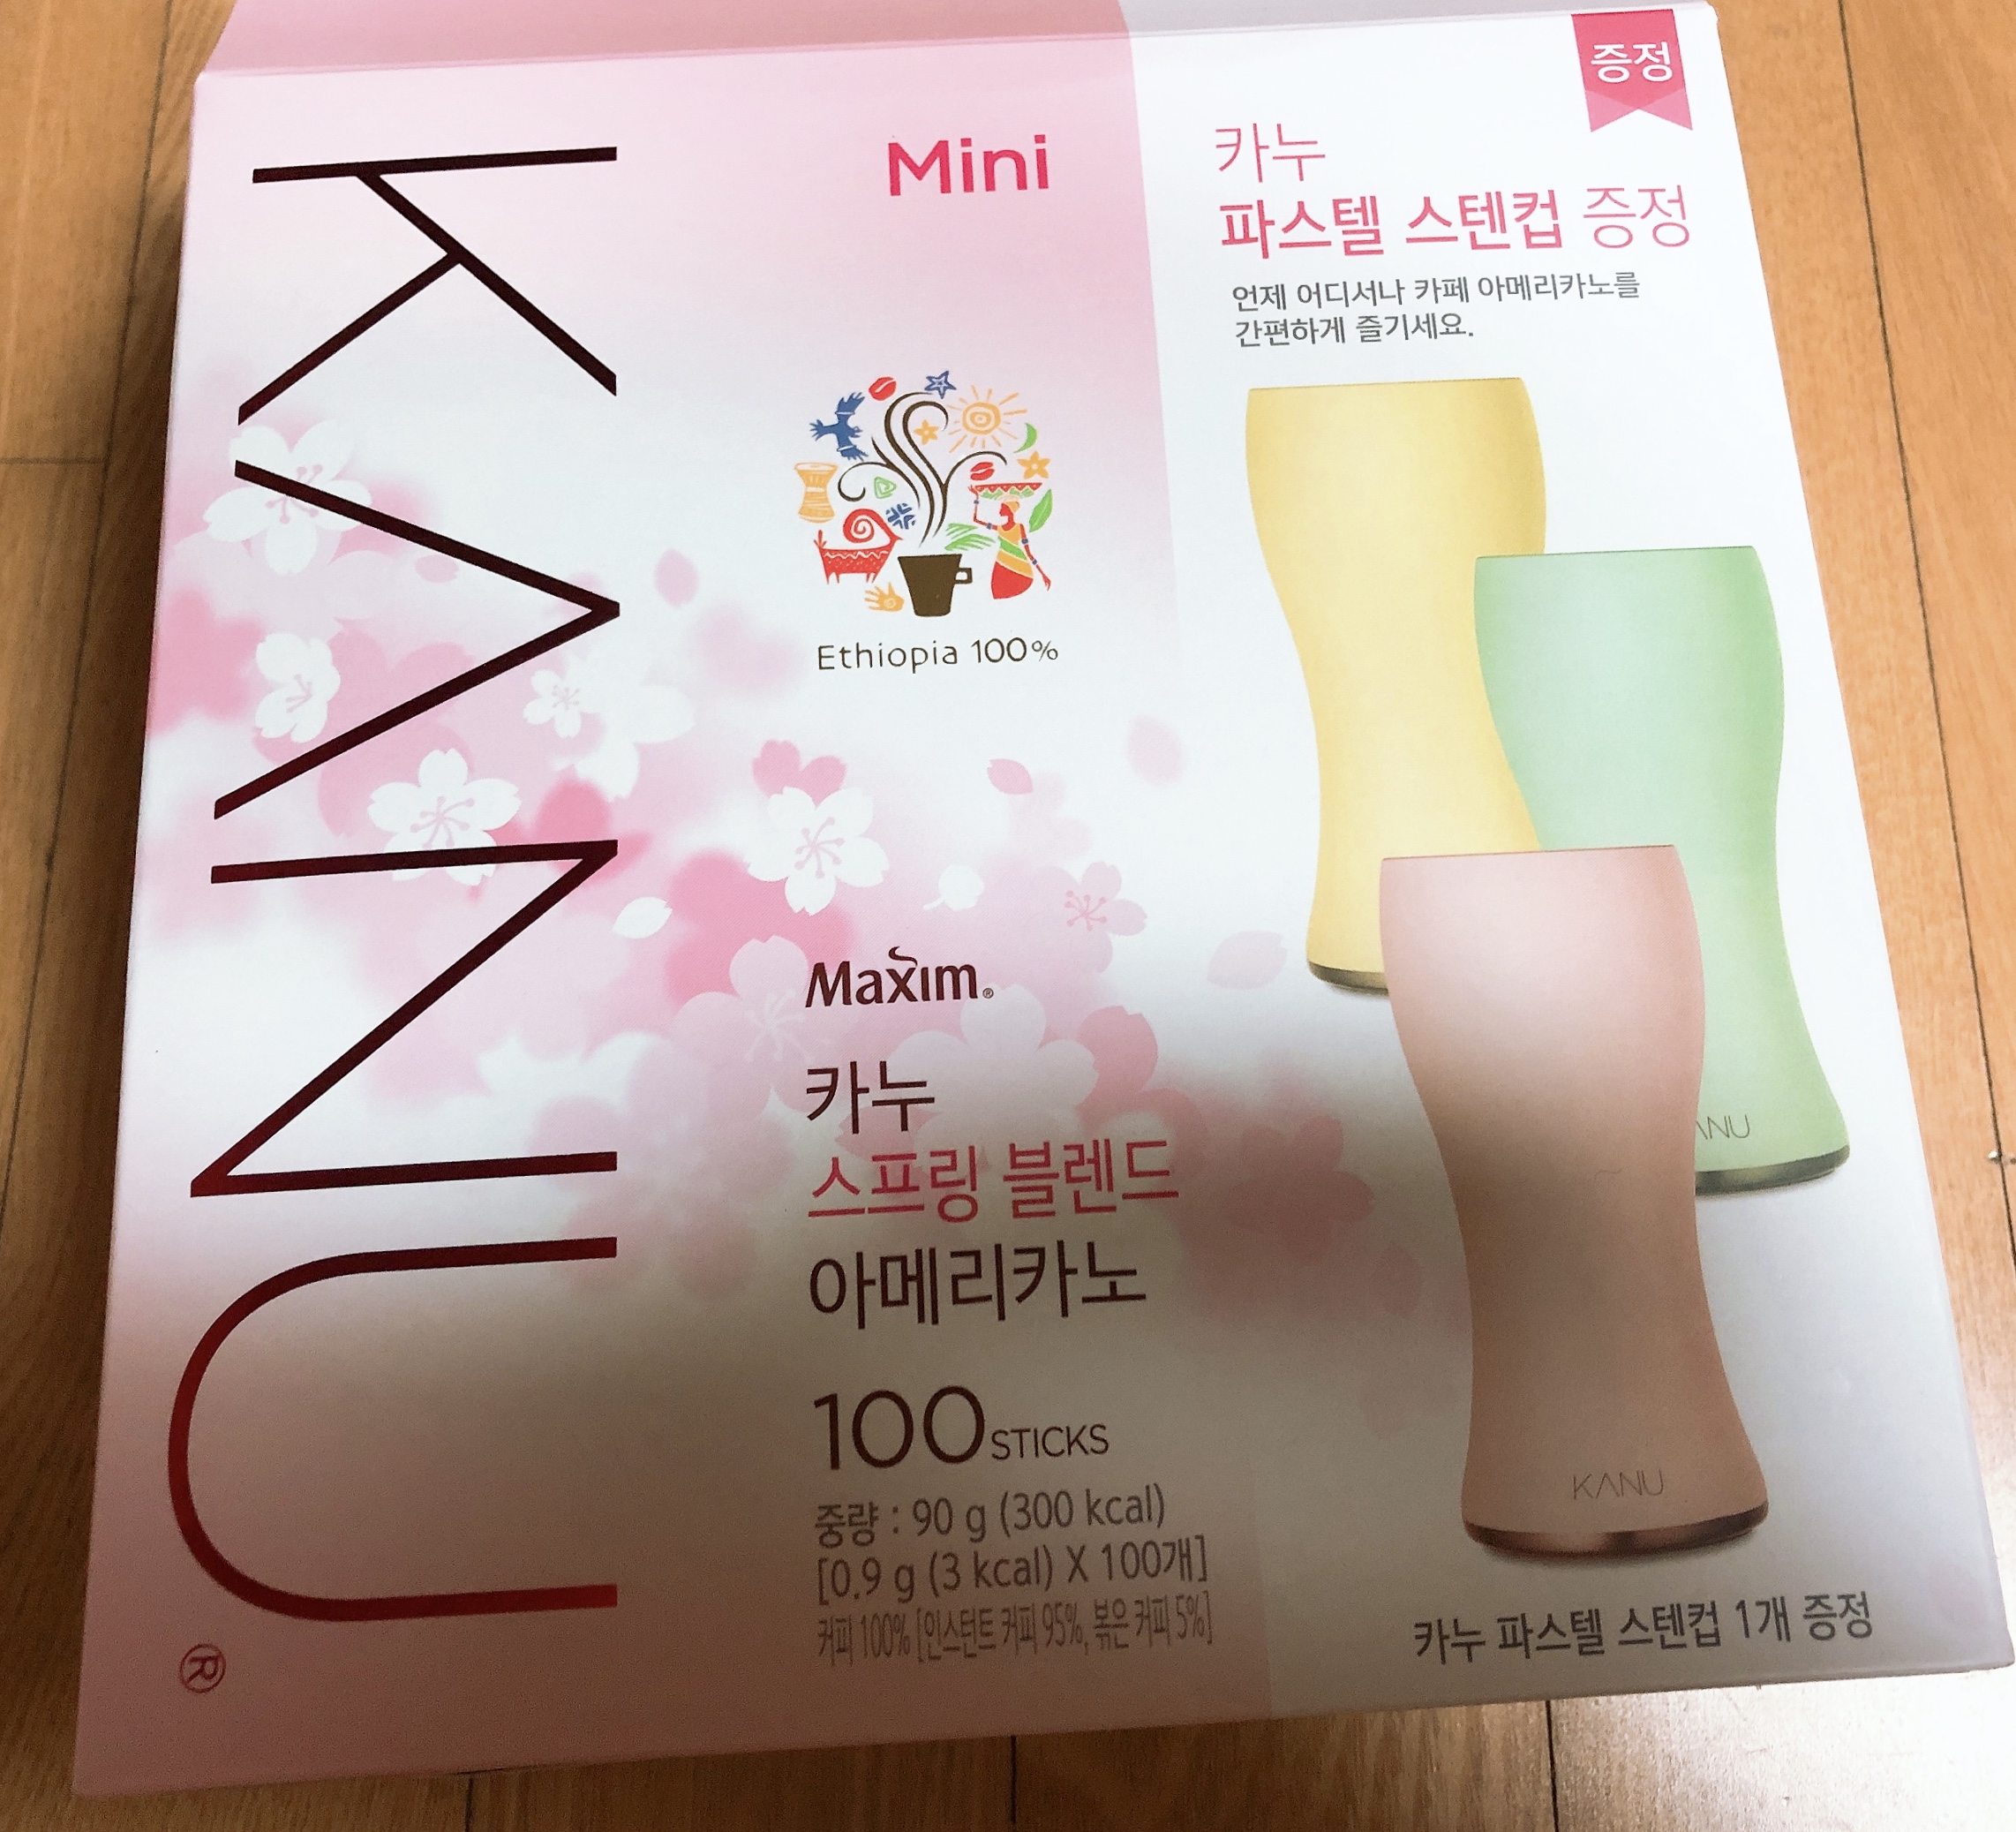 KANU®
Mini
Ethiopia 100%
Maxim®
카누
스프링 블렌드
아메리카노
100 STICKS
중량 : 90 g (300 kcal)
[0.9 g (3 kcal) X 100개]
커피 100% [인스턴트 커피 95%, 볶은 커피 5%]
증정
카누
파스텔 스텐컵 증정
언제 어디서나 카페 아메리카노를
간편하게 즐기세요.
ANU
KANU
카누 파스텔 스텐컵 1개 증정